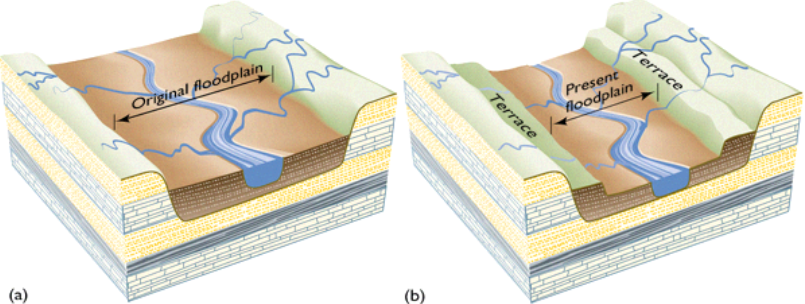 Original floodplain
Terrace
Present
floodplain
Terrace
(a)
(b)